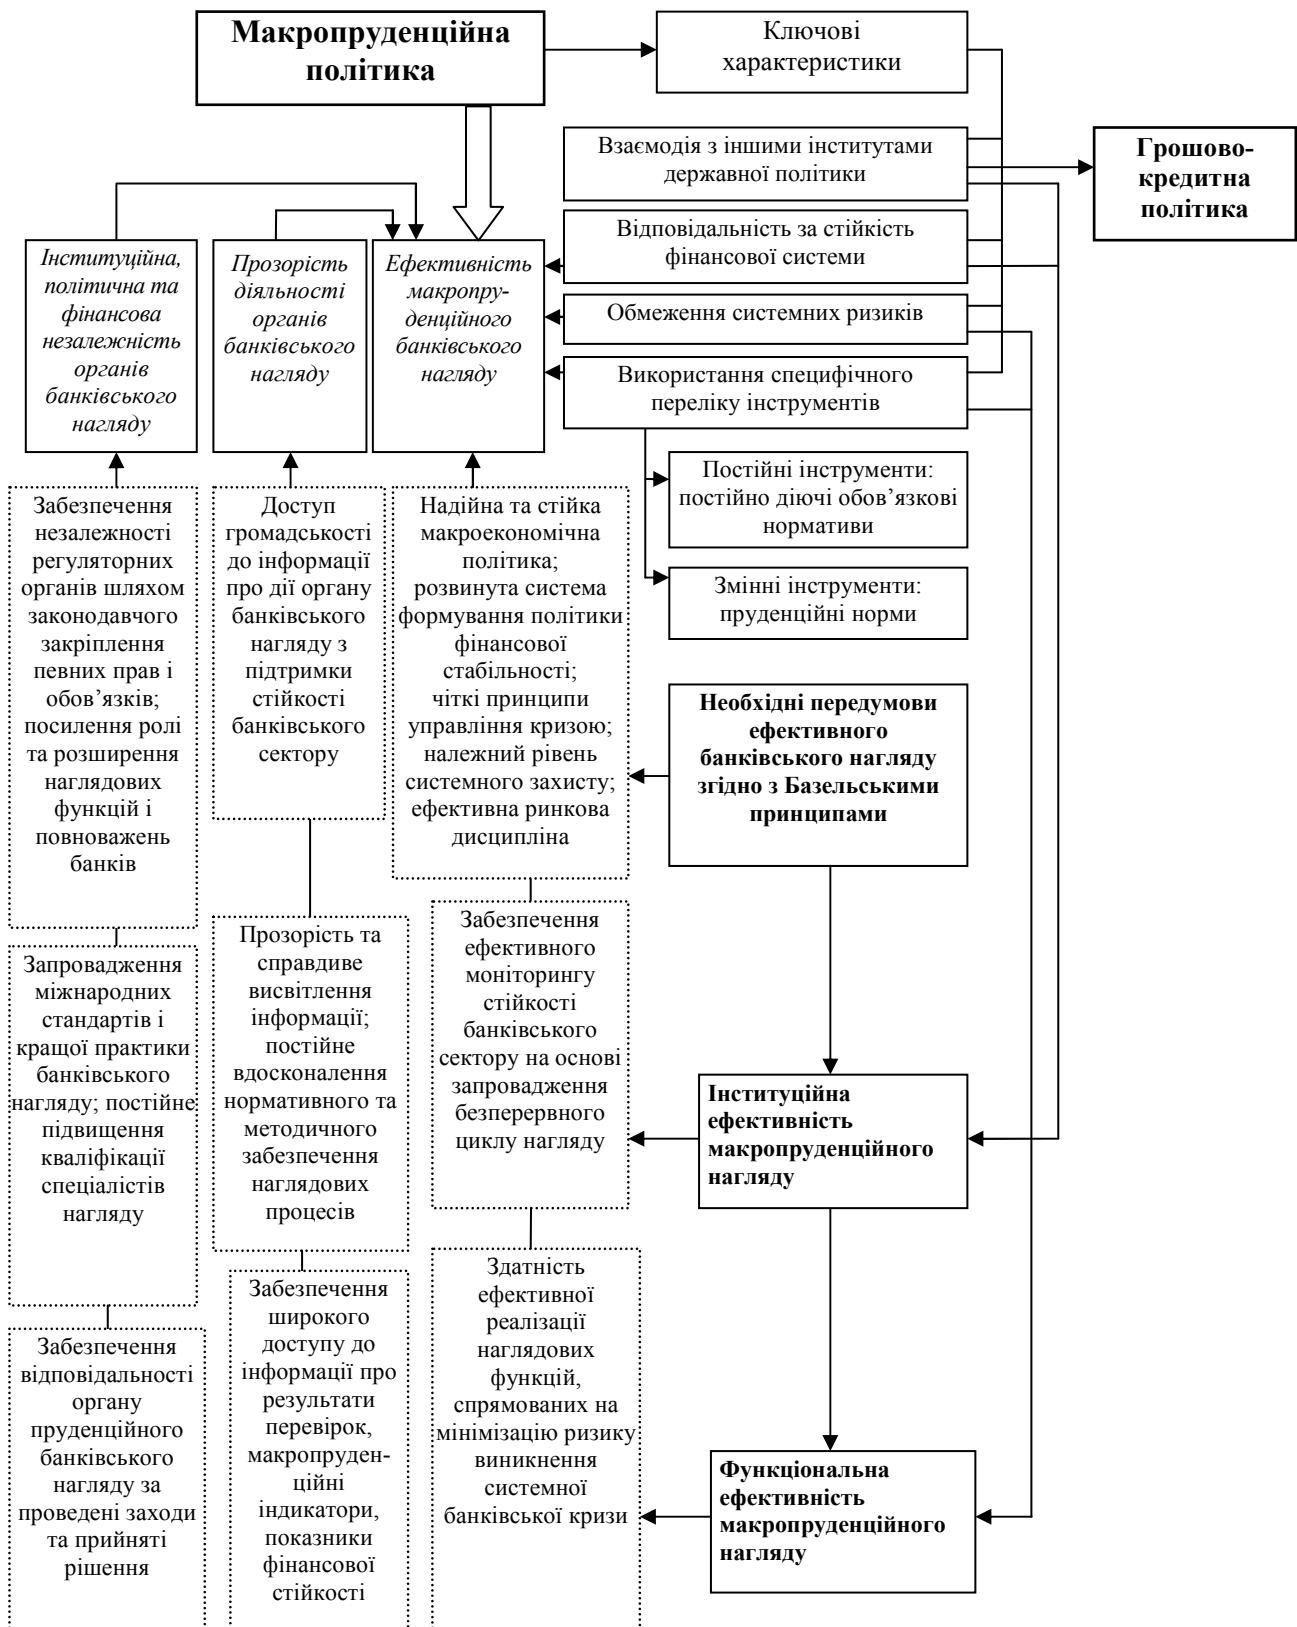 Макропруденційна
політика
Ключові
характеристики
Взаємодія з іншими інститутами
державної політики
Грошово-
кредитна
політика
Відповідальність за стійкість
фінансової системи
Обмеження системних ризиків
Використання специфічного
переліку інструментів
Інституційна,
політична та
фінансова
незалежність
органів
банківського
нагляду
Прозорість
діяльності
органів
банківського
нагляду
Ефективність
макропру-
денційного
банківського
нагляду
Постійні інструменти:
постійно діючі обов’язкові
нормативи
Змінні інструменти:
пруденційні норми
Забезпечення
незалежності
регуляторних
органів шляхом
законодавчого
закріплення
певних прав і
обов’язків;
посилення ролі
та розширення
наглядових
функцій і
повноважень
банків
Доступ
громадськості
до інформації
про дії органу
банківського
нагляду з
підтримки
стійкості
банківського
сектору
Надійна та стійка
макроекономічна
політика;
розвинута система
формування політики
фінансової
стабільності;
чіткі принципи
управління кризою;
належний рівень
системного захисту;
ефективна ринкова
дисципліна
Необхідні передумови
ефективного
банківського нагляду
згідно з Базельськими
принципами
Запровадження
міжнародних
стандартів і
кращої практики
банківського
нагляду; постійне
підвищення
кваліфікації
спеціалістів
нагляду
Прозорість та
справдиве
висвітлення
інформації;
постійне
вдосконалення
нормативного та
методичного
забезпечення
наглядових
процесів
Забезпечення
ефективного
моніторингу
стійкості
банківського
сектору на основі
запровадження
безперервного
циклу нагляду
Інституційна
ефективність
макропруденційного
нагляду
Забезпечення
відповідальності
органу
пруденційного
банківського
нагляду за
проведені заходи
та прийняті
рішення
Забезпечення
широкого
доступу до
інформації про
результати
перевірок,
макропруден-
ційні
індикатори,
показники
фінансової
стійкості
Здатність
ефективної
реалізації
наглядових
функцій,
спрямованих на
мінімізацію ризику
виникнення
системної
банківської кризи
Функціональна
ефективність
макропруденційного
нагляду